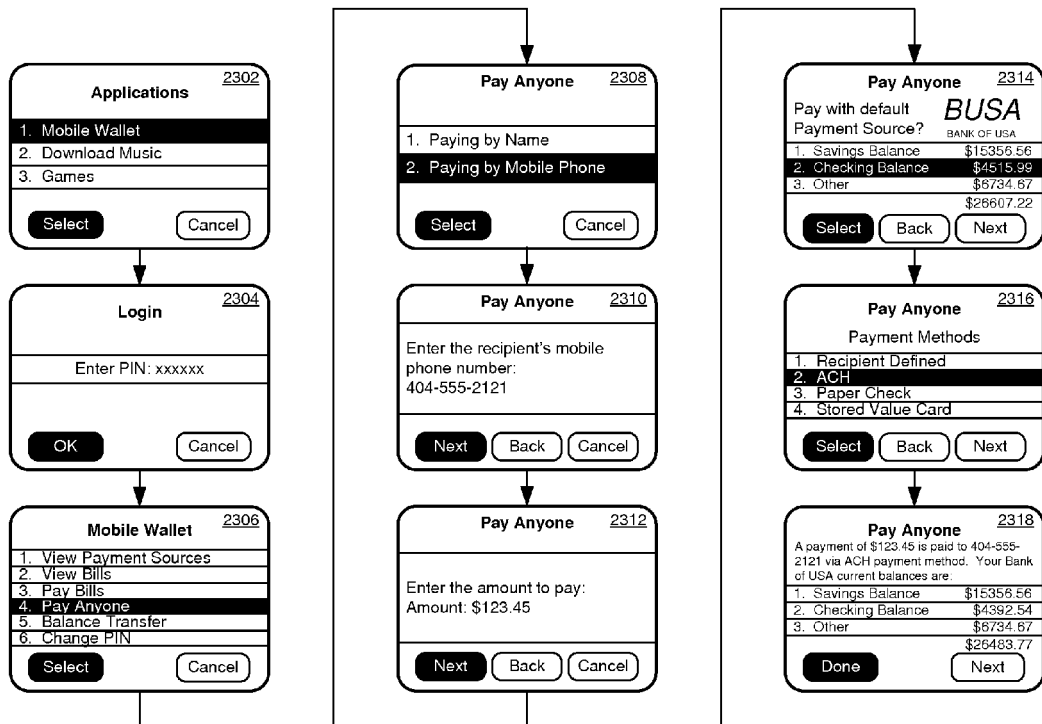 2302
Applications
1. Mobile Wallet
2. Download Music
3. Games
Select Cancel
2304
Login
Enter PIN: xxxxxx
OK Cancel
2306
Mobile Wallet
1. View Payment Sources
2. View Bills
3. Pay Bills
4. Pay Anyone
5. Balance Transfer
6. Change PIN
Select Cancel
Pay Anyone 2308
1. Paying by Name
2. Paying by Mobile Phone
Select Cancel
Pay Anyone 2310
Enter the recipient's mobile
phone number:
404-555-2121
Next Back Cancel
Pay Anyone 2312
Enter the amount to pay:
Amount: $123.45
Next Back Cancel
Pay Anyone 2314
Pay with default BUSA
Payment Source? BANK OF USA
1. Savings Balance $15356.56
2. Checking Balance $4515.99
3. Other $6734.67
$26607.22
Select Back Next
2316
Pay Anyone
Payment Methods
1. Recipient Defined
2. ACH
3. Paper Check
4. Stored Value Card
Select Back Next
2318
Pay Anyone
A payment of $123.45 is paid to 404-555-
2121 via ACH payment method. Your Bank
of USA current balances are:
1. Savings Balance $15356.56
2. Checking Balance $4392.54
3. Other $6734.67
$26483.77
Done Next